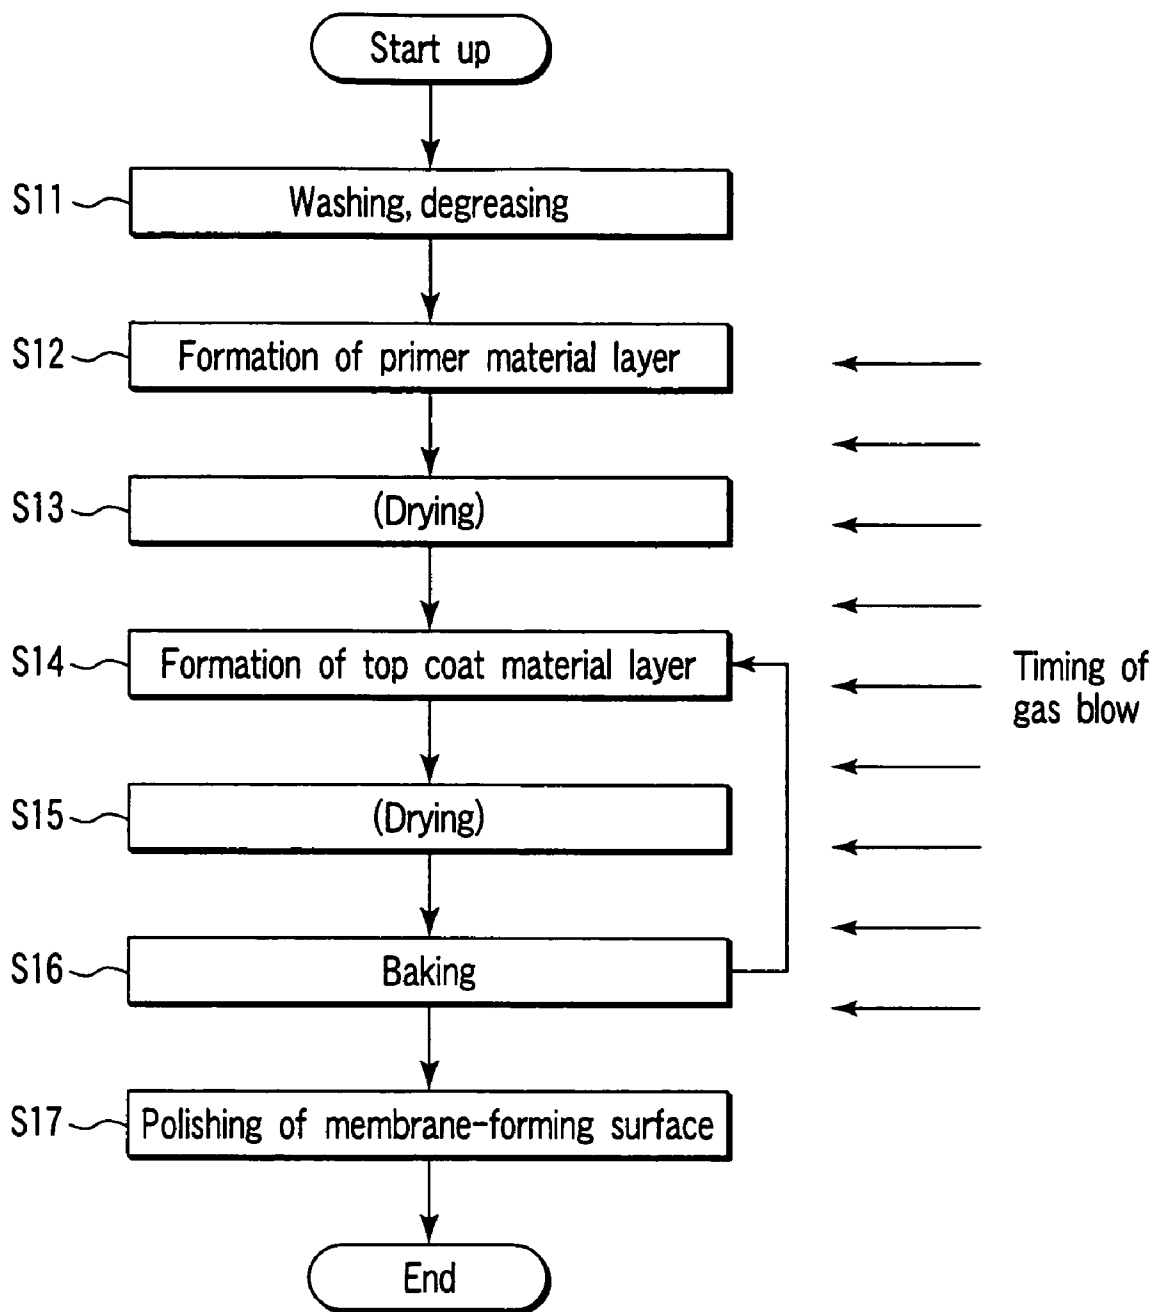 Start up
S11
Washing, degreasing
S12
Formation of primer material layer
S13
(Drying)
S14
Formation of top coat material layer
Timing of
gas blow
S15
(Drying)
S16
Baking
S17
Polishing of membrane-forming surface
End